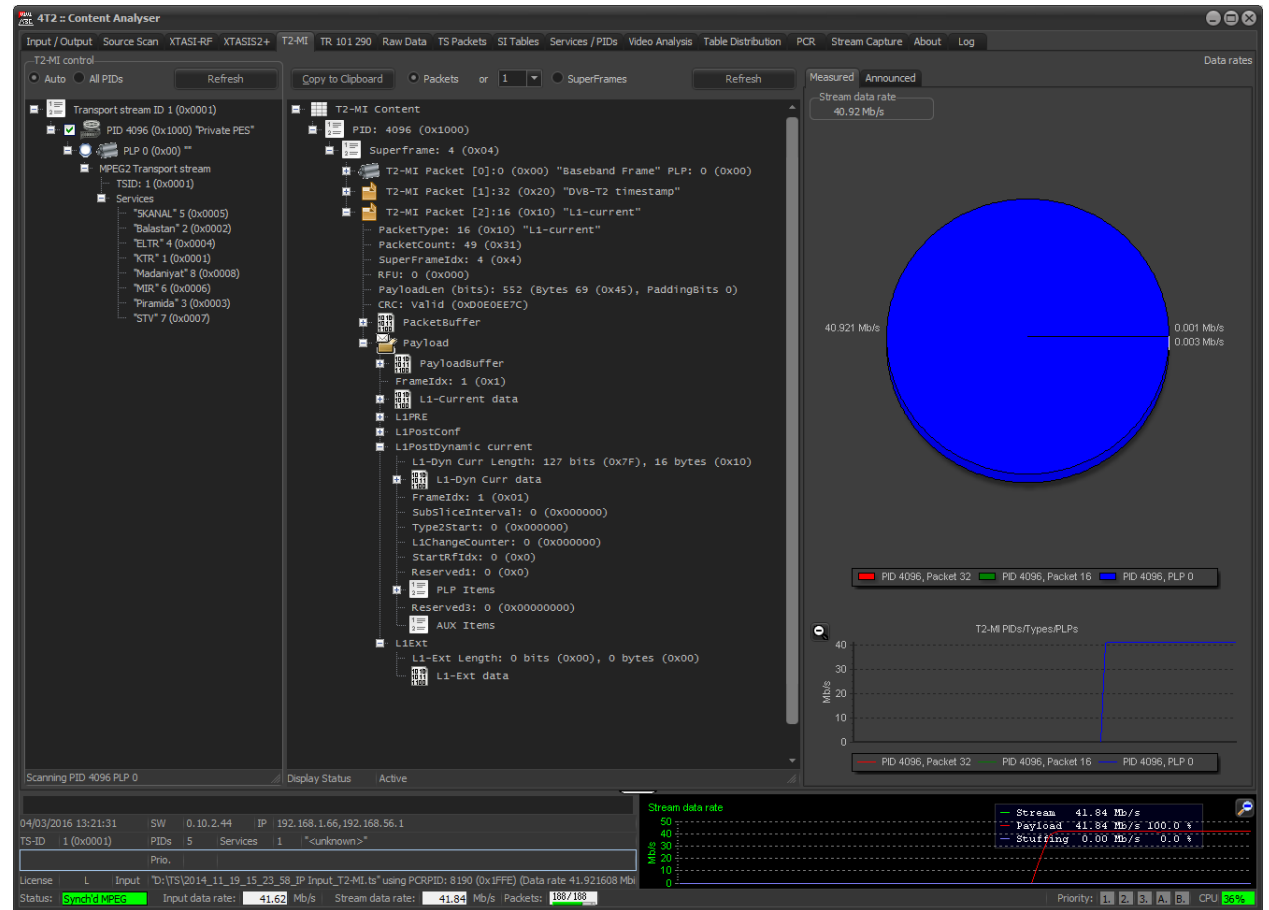 4T2 :: Content Analyser
Input / Output Source Scan XTASI-RF XTASIS2+ T2-MI TR 101 290 Raw Data TS Packets SI Tables Services / PIDs Video Analysis Table Distribution PCR Stream Capture About Log
T2-MI control
Auto All PIDs Refresh
Transport stream ID 1 (0x0001)
PID 4096 (0x1000) "Private PES"
PLP 0 (0x00) ""
MPEG2 Transport stream
TSID: 1 (0x0001)
Services
"SKANAL" 5 (0x0005)
"Balastan" 2 (0x0002)
"ELTR" 4 (0x0004)
"KTR" 1 (0x0001)
"Madaniyat" 8 (0x0008)
"MIR" 6 (0x0006)
"Piramida" 3 (0x0003)
"STV" 7 (0x0007)
Scanning PID 4096 PLP 0
Copy to Clipboard Packets or 1 SuperFrames Refresh
T2-MI Content
PID: 4096 (0x1000)
Superframe: 4 (0x04)
T2-MI Packet [0]:0 (0x00) "Baseband Frame" PLP: 0 (0x00)
T2-MI Packet [1]:32 (0x20) "DVB-T2 timestamp"
T2-MI Packet [2]:16 (0x10) "L1-current"
PacketType: 16 (0x10) "L1-current"
PacketCount: 49 (0x31)
SuperFrameIdx: 4 (0x4)
RFU: 0 (0x000)
PayloadLen (bits): 552 (Bytes 69 (0x45), PaddingBits 0)
CRC: Valid (0xD0E0EE7C)
PacketBuffer
Payload
PayloadBuffer
FrameIdx: 1 (0x1)
L1-Current data
L1PRE
L1PostConf
L1PostDynamic current
L1-Dyn Curr Length: 127 bits (0x7F), 16 bytes (0x10)
L1-Dyn Curr data
FrameIdx: 1 (0x01)
SubSliceInterval: 0 (0x000000)
Type2Start: 0 (0x000000)
L1ChangeCounter: 0 (0x000000)
StartRfIdx: 0 (0x0)
Reserved1: 0 (0x0)
PLP Items
Reserved3: 0 (0x00000000)
AUX Items
L1Ext
L1-Ext Length: 0 bits (0x00), 0 bytes (0x00)
L1-Ext data
Display Status Active
Data rates
Measured Announced
Stream data rate
40.92 Mb/s
40.921 Mb/s
0.001 Mb/s
0.003 Mb/s
PID 4096, Packet 32 PID 4096, Packet 16 PID 4096, PLP 0
T2-MI PIDs/Types/PLPs
Mb/s
40
30
20
10
0
PID 4096, Packet 32 PID 4096, Packet 16 PID 4096, PLP 0
04/03/2016 13:21:31 SW 0.10.2.44 IP 192.168.1.66,192.168.56.1
TS-ID 1 (0x0001) PIDs 5 Services 1 "<unknown>"
Prio.
License L Input "D:\TS\2014_11_19_15_23_58_IP Input_T2-MI.ts" using PCRPID: 8190 (0x1FFE) (Data rate 41.921608 Mbi
Stream data rate
Mb/s
50
40
30
20
10
0
Stream 41.84 Mb/s
Payload 41.84 Mb/s 100.0 %
Stuffing 0.00 Mb/s 0.0 %
Status: Synch'd MPEG Input data rate: 41.62 Mb/s Stream data rate: 41.84 Mb/s Packets: 188/188 Priority: 1. 2. 3. A. B. CPU 36%